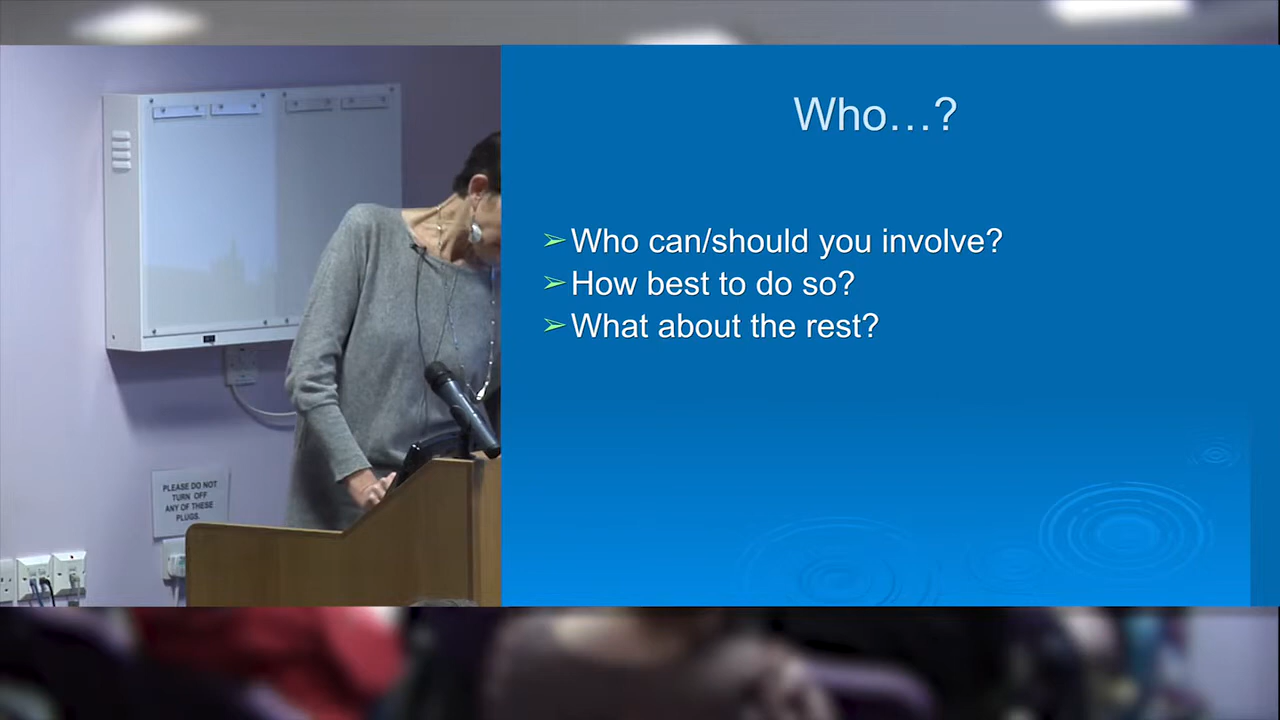 Who…?
Who can/should you involve?
How best to do so?
What about the rest?
PLEASE DO NOT
TURN OFF
ANY OF THESE
PLUGS.